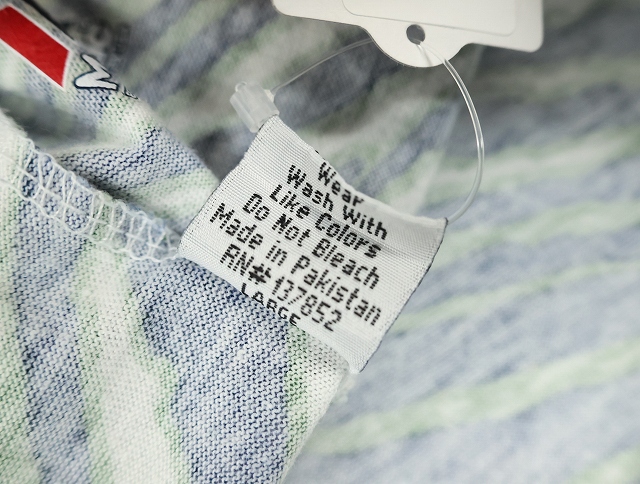 Wear
Wash With
Like Colors
Do Not Bleach
Made in Pakistan
RN# 137852
LARGE